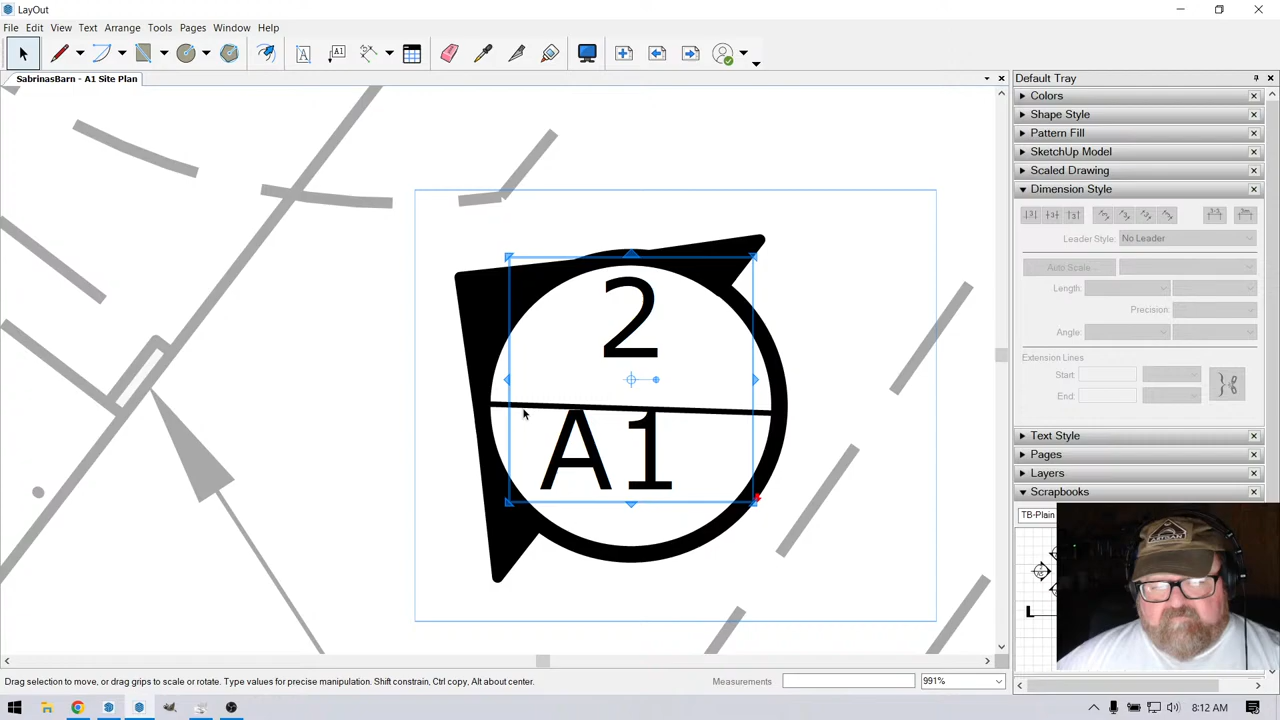 LayOut
File Edit View Text Arrange Tools Pages Window Help
SabrinasBarn - A1 Site Plan
Default Tray
Colors
Shape Style
Pattern Fill
SketchUp Model
Scaled Drawing
Dimension Style
Leader Style: No Leader
Auto Scale...
Length:
Precision:
Angle:
Extension Lines
Start:
End:
Text Style
Pages
Layers
Scrapbooks
TB-Plain
2
A1
Drag selection to move, or drag grips to scale or rotate. Type values for precise manipulation. Shift constrain, Ctrl copy, Alt about center.
Measurements
991%
8:12 AM